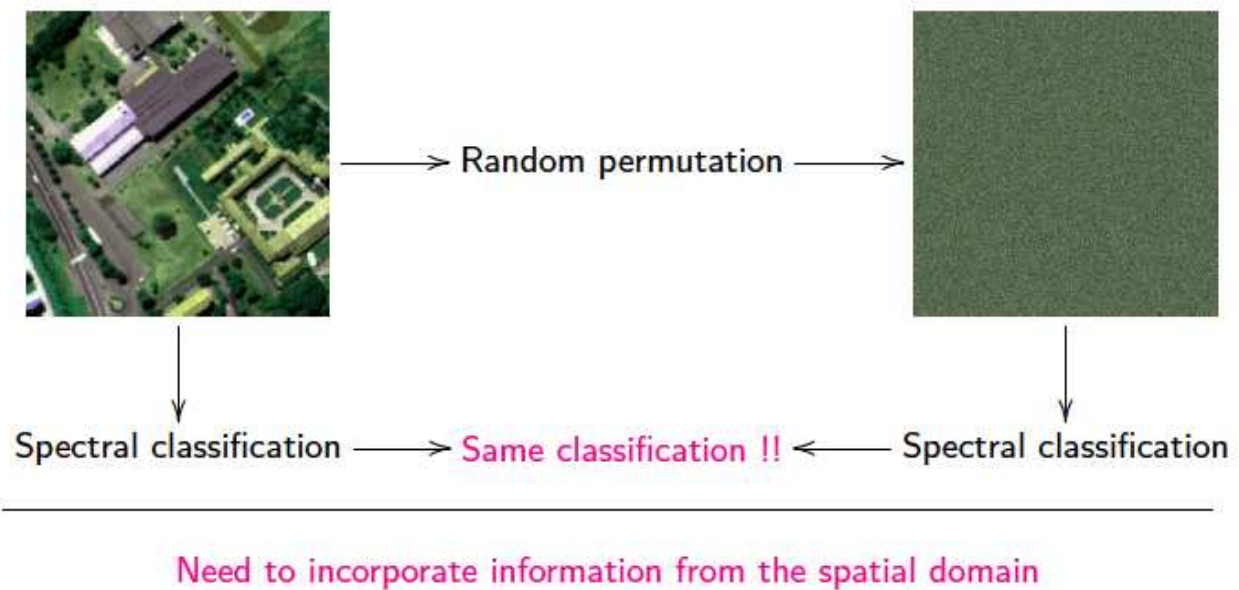 Random permutation
Spectral classification
Same classification !!
Spectral classification
Need to incorporate information from the spatial domain